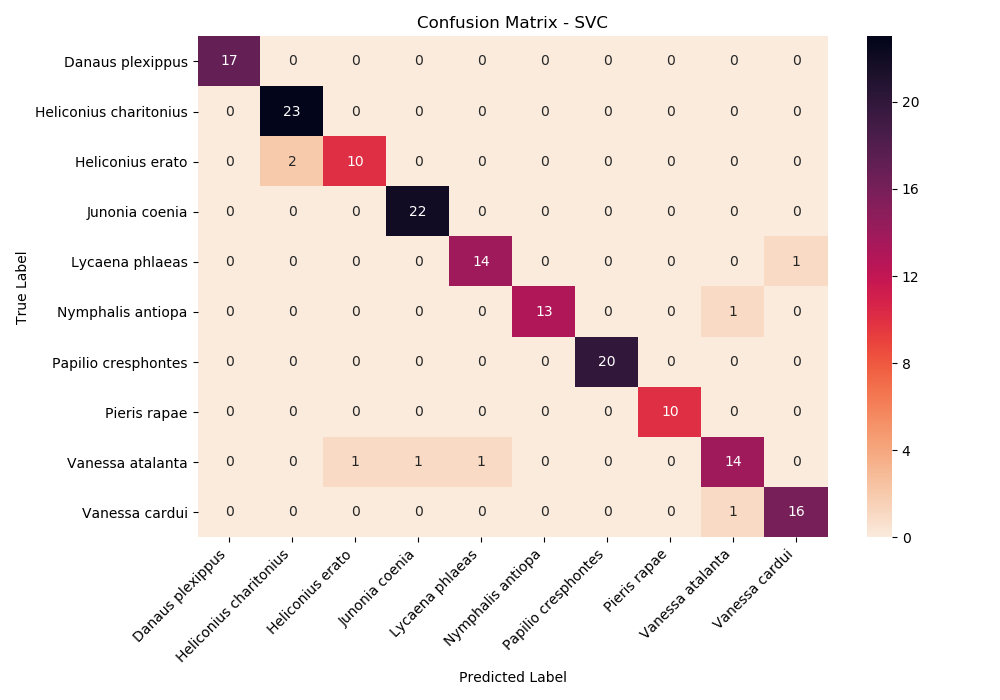 Confusion Matrix - SVC
Danaus plexippus 17 0 0 0 0 0 0 0 0 0
Heliconius charitonius 0 23 0 0 0 0 0 0 0 0
Heliconius erato 0 2 10 0 0 0 0 0 0 0
Junonia coenia 0 0 0 22 0 0 0 0 0 0
Lycaena phlaeas 0 0 0 0 14 0 0 0 0 1
Nymphalis antiopa 0 0 0 0 0 13 0 0 1 0
Papilio cresphontes 0 0 0 0 0 0 20 0 0 0
Pieris rapae 0 0 0 0 0 0 0 10 0 0
Vanessa atalanta 0 0 1 1 1 0 0 0 14 0
Vanessa cardui 0 0 0 0 0 0 0 0 1 16
True Label
Danaus plexippus
Heliconius charitonius
Heliconius erato
Junonia coenia
Lycaena phlaeas
Nymphalis antiopa
Papilio cresphontes
Pieris rapae
Vanessa atalanta
Vanessa cardui
Predicted Label
20
16
12
8
4
0